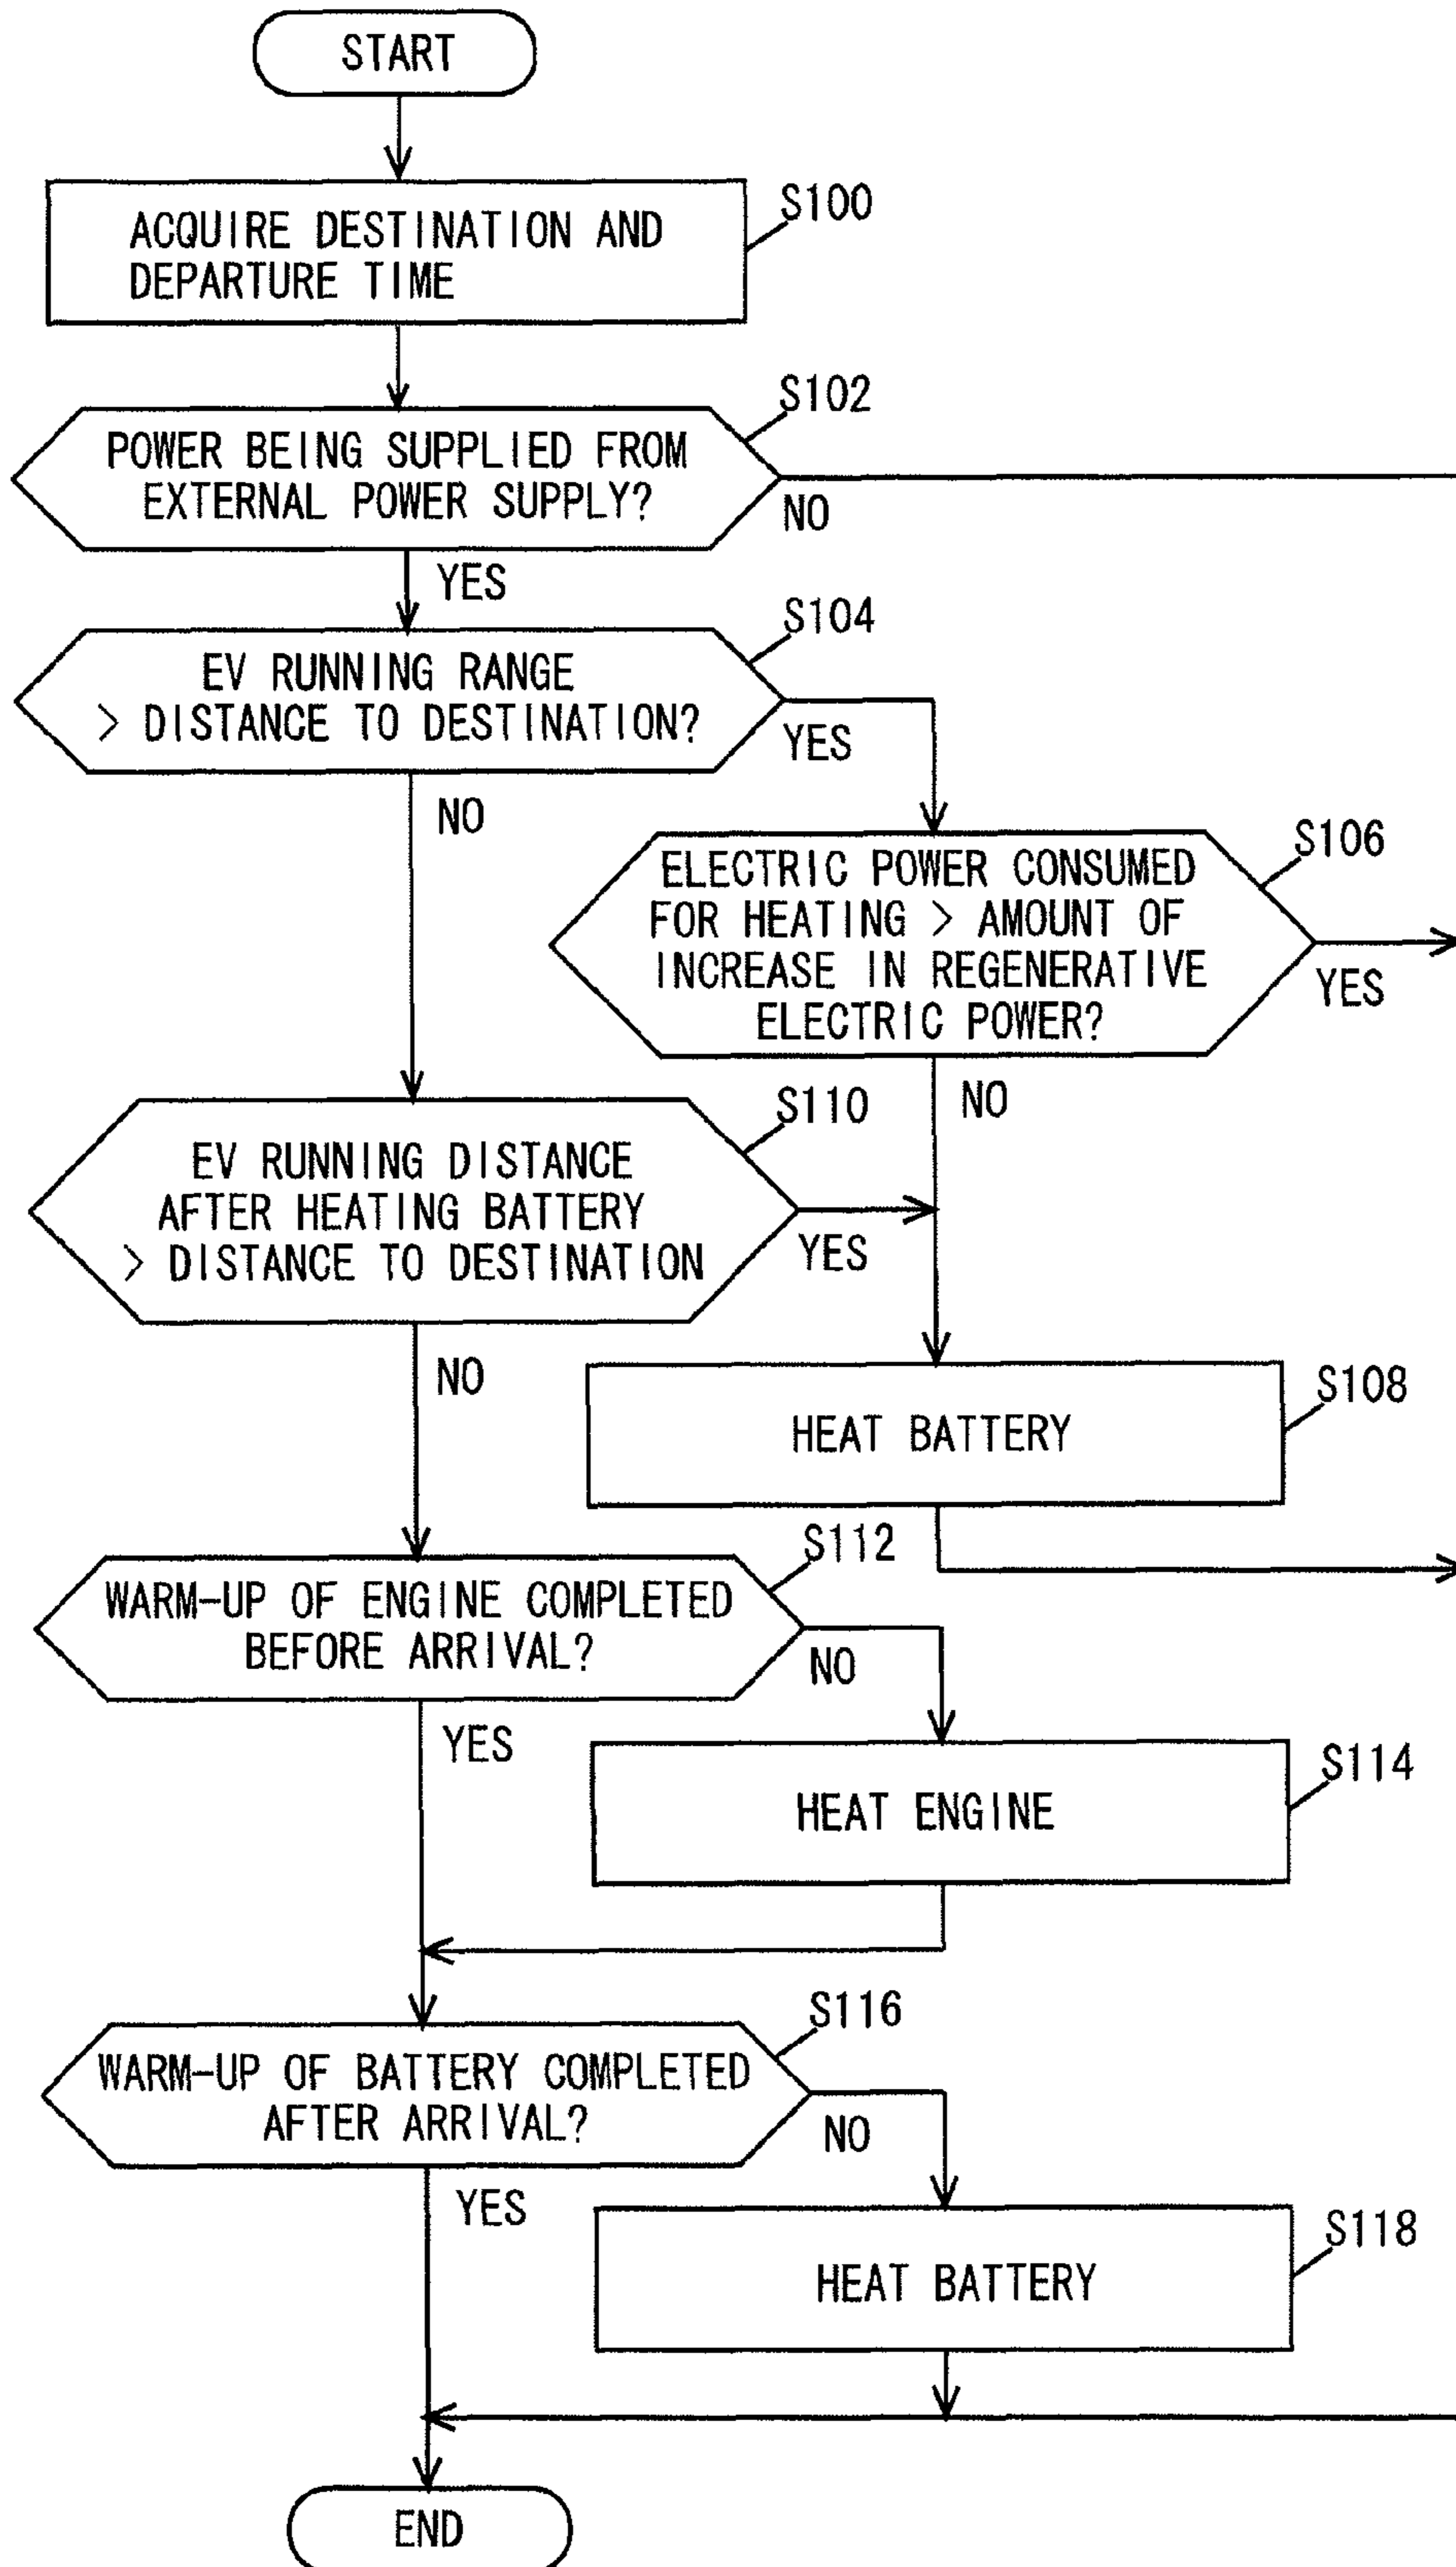 START
S100
ACQUIRE DESTINATION AND
DEPARTURE TIME
S102
POWER BEING SUPPLIED FROM
EXTERNAL POWER SUPPLY?
NO
YES
S104
EV RUNNING RANGE
> DISTANCE TO DESTINATION?
YES
NO
S106
ELECTRIC POWER CONSUMED
FOR HEATING > AMOUNT OF
INCREASE IN REGENERATIVE
ELECTRIC POWER?
YES
NO
S110
EV RUNNING DISTANCE
AFTER HEATING BATTERY
> DISTANCE TO DESTINATION
YES
NO
S108
HEAT BATTERY
S112
WARM-UP OF ENGINE COMPLETED
BEFORE ARRIVAL?
NO
YES
S114
HEAT ENGINE
S116
WARM-UP OF BATTERY COMPLETED
AFTER ARRIVAL?
NO
YES
S118
HEAT BATTERY
END